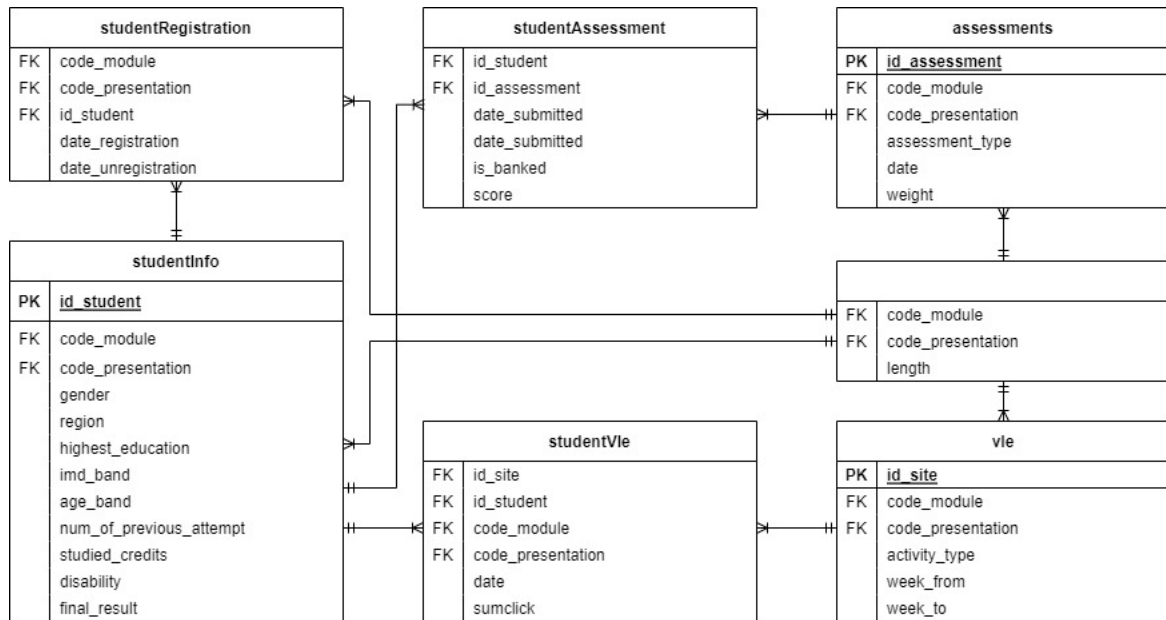 studentRegistration
FK code_module
FK code_presentation
FK id_student
date_registration
date_unregistration
studentAssessment
FK id_student
FK id_assessment
date_submitted
date_submitted
is_banked
score
assessments
PK id_assessment
FK code_module
FK code_presentation
assessment_type
date
weight
studentInfo
PK id_student
FK code_module
FK code_presentation
gender
region
highest_education
imd_band
age_band
num_of_previous_attempt
studied_credits
disability
final_result
FK code_module
FK code_presentation
length
studentVle
FK id_site
FK id_student
FK code_module
FK code_presentation
date
sumclick
vle
PK id_site
FK code_module
FK code_presentation
activity_type
week_from
week_to